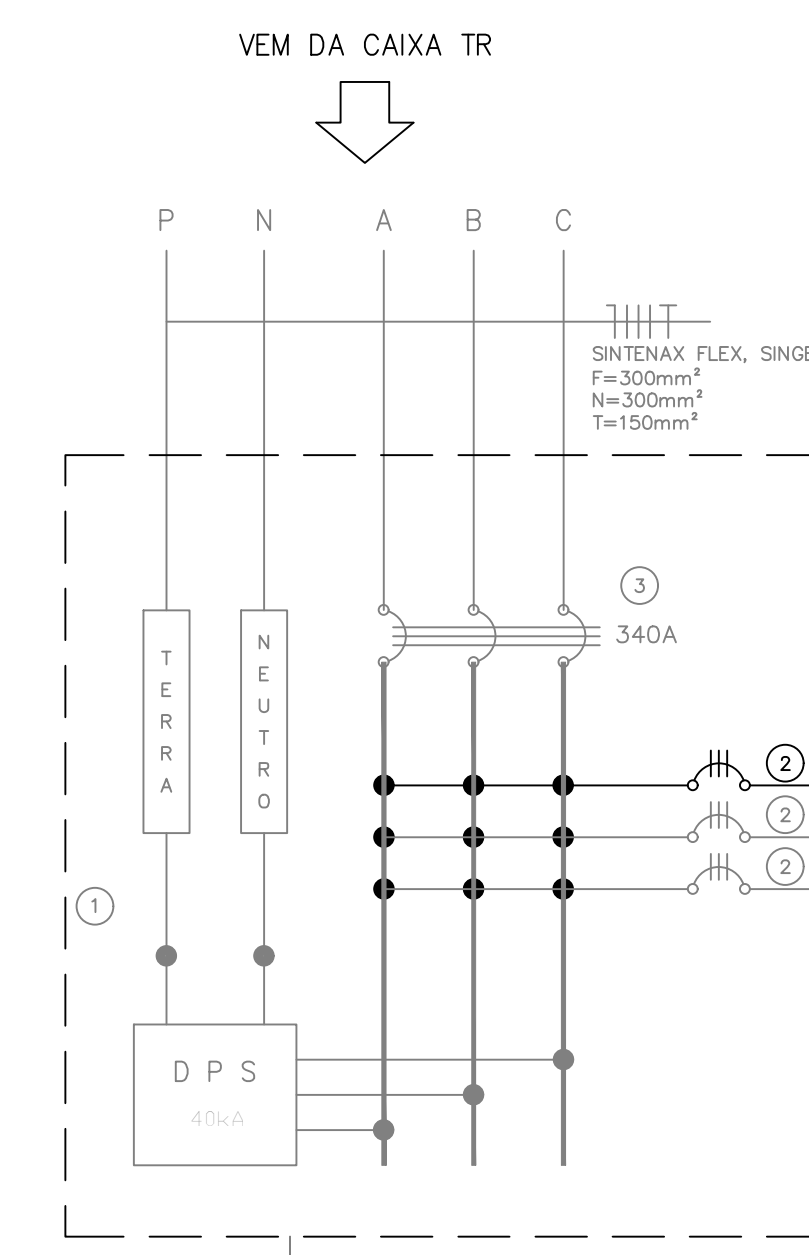 VEM DA CAIXA TR
P N A B C
SINTENAX FLEX, SINGE
F=300mm²
N=300mm²
T=150mm²
3
340A
TERRA
NEUTRO
2
2
2
1
DPS
40kA